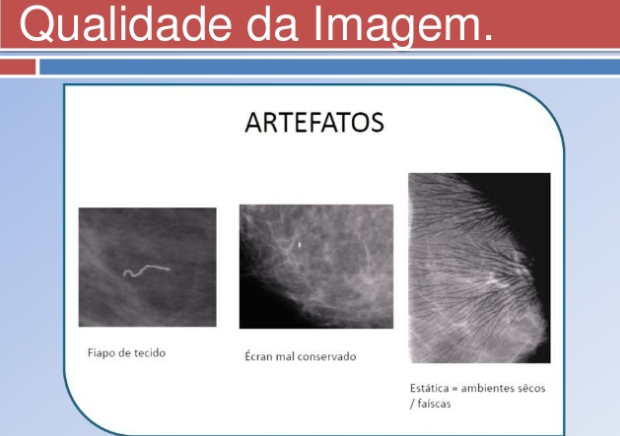 Qualidade da Imagem.
ARTEFATOS
Fiapo de tecido
Écran mal conservado
Estática = ambientes sêcos
/ faíscas